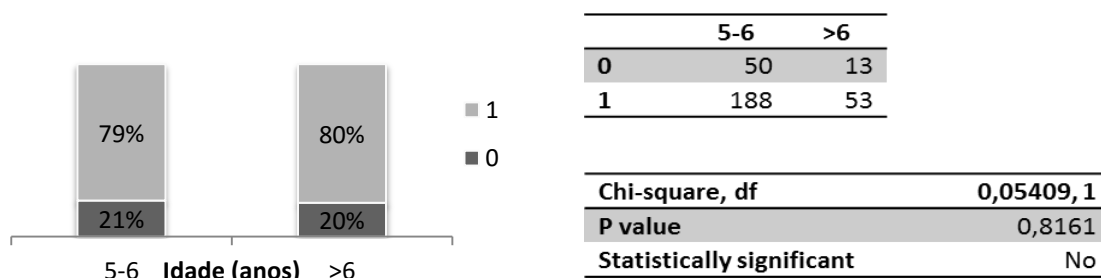 79%
80%
21%
20%
5-6 Idade (anos) >6
1
0
5-6 >6
0 50 13
1 188 53
Chi-square, df 0,05409, 1
P value 0,8161
Statistically significant No